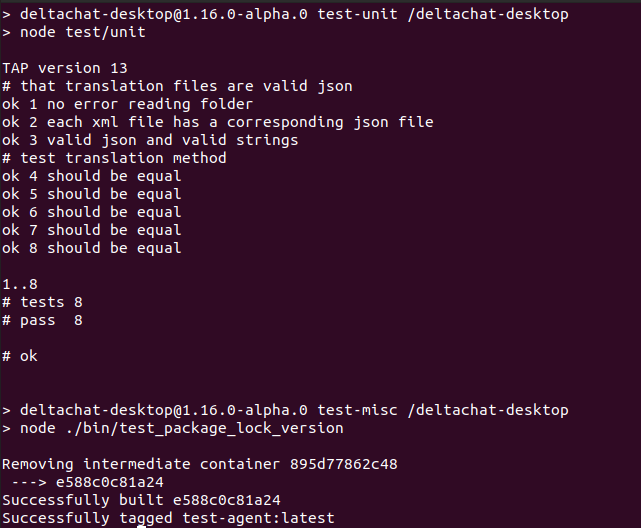 > deltachat-desktop@1.16.0-alpha.0 test-unit /deltachat-desktop
> node test/unit
TAP version 13
# that translation files are valid json
ok 1 no error reading folder
ok 2 each xml file has a corresponding json file
ok 3 valid json and valid strings
# test translation method
ok 4 should be equal
ok 5 should be equal
ok 6 should be equal
ok 7 should be equal
ok 8 should be equal
1..8
# tests 8
# pass  8
# ok
> deltachat-desktop@1.16.0-alpha.0 test-misc /deltachat-desktop
> node ./bin/test_package_lock_version
Removing intermediate container 895d77862c48
 ---> e588c0c81a24
Successfully built e588c0c81a24
Successfully tagged test-agent:latest